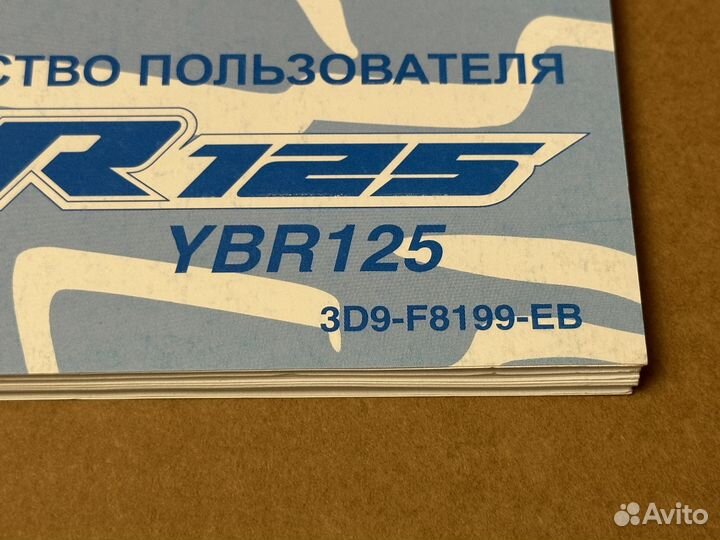 СТВО ПОЛЬЗОВАТЕЛЯ
R125
YBR125
3D9-F8199-EB
Avito